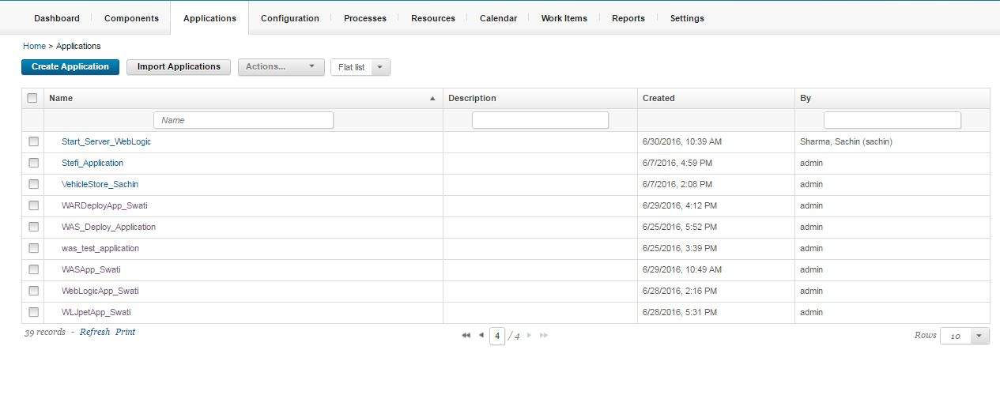 Dashboard Components Applications Configuration Processes Resources Calendar Work Items Reports Settings
Home > Applications
Create Application Import Applications Actions... Flat list
Name Description Created By
Name
Start_Server_WebLogic 6/30/2016, 10:39 AM Sharma, Sachin (sachin)
Stefi_Application 6/7/2016, 4:59 PM admin
VehicleStore_Sachin 6/7/2016, 2:08 PM admin
WARDeployApp_Swati 6/29/2016, 4:12 PM admin
WAS_Deploy_Application 6/25/2016, 5:52 PM admin
was_test_application 6/25/2016, 3:39 PM admin
WASApp_Swati 6/29/2016, 10:49 AM admin
WebLogicApp_Swati 6/28/2016, 2:16 PM admin
WLJpetApp_Swati 6/28/2016, 5:31 PM admin
39 records - Refresh Print 4 / 4 Rows 10